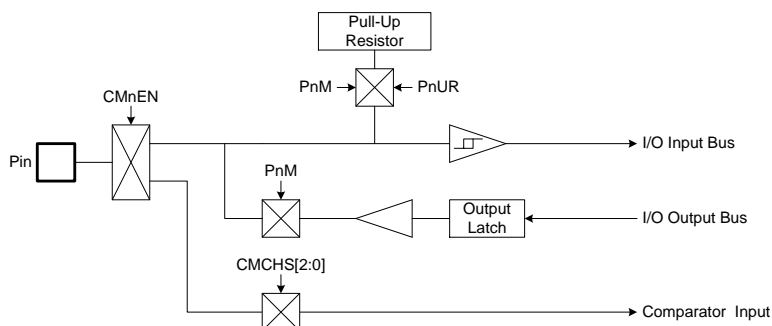 Pull-Up
Resistor
PnM
PnUR
CMnEN
Pin
I/O Input Bus
PnM
Output
Latch
I/O Output Bus
CMCHS[2:0]
Comparator Input